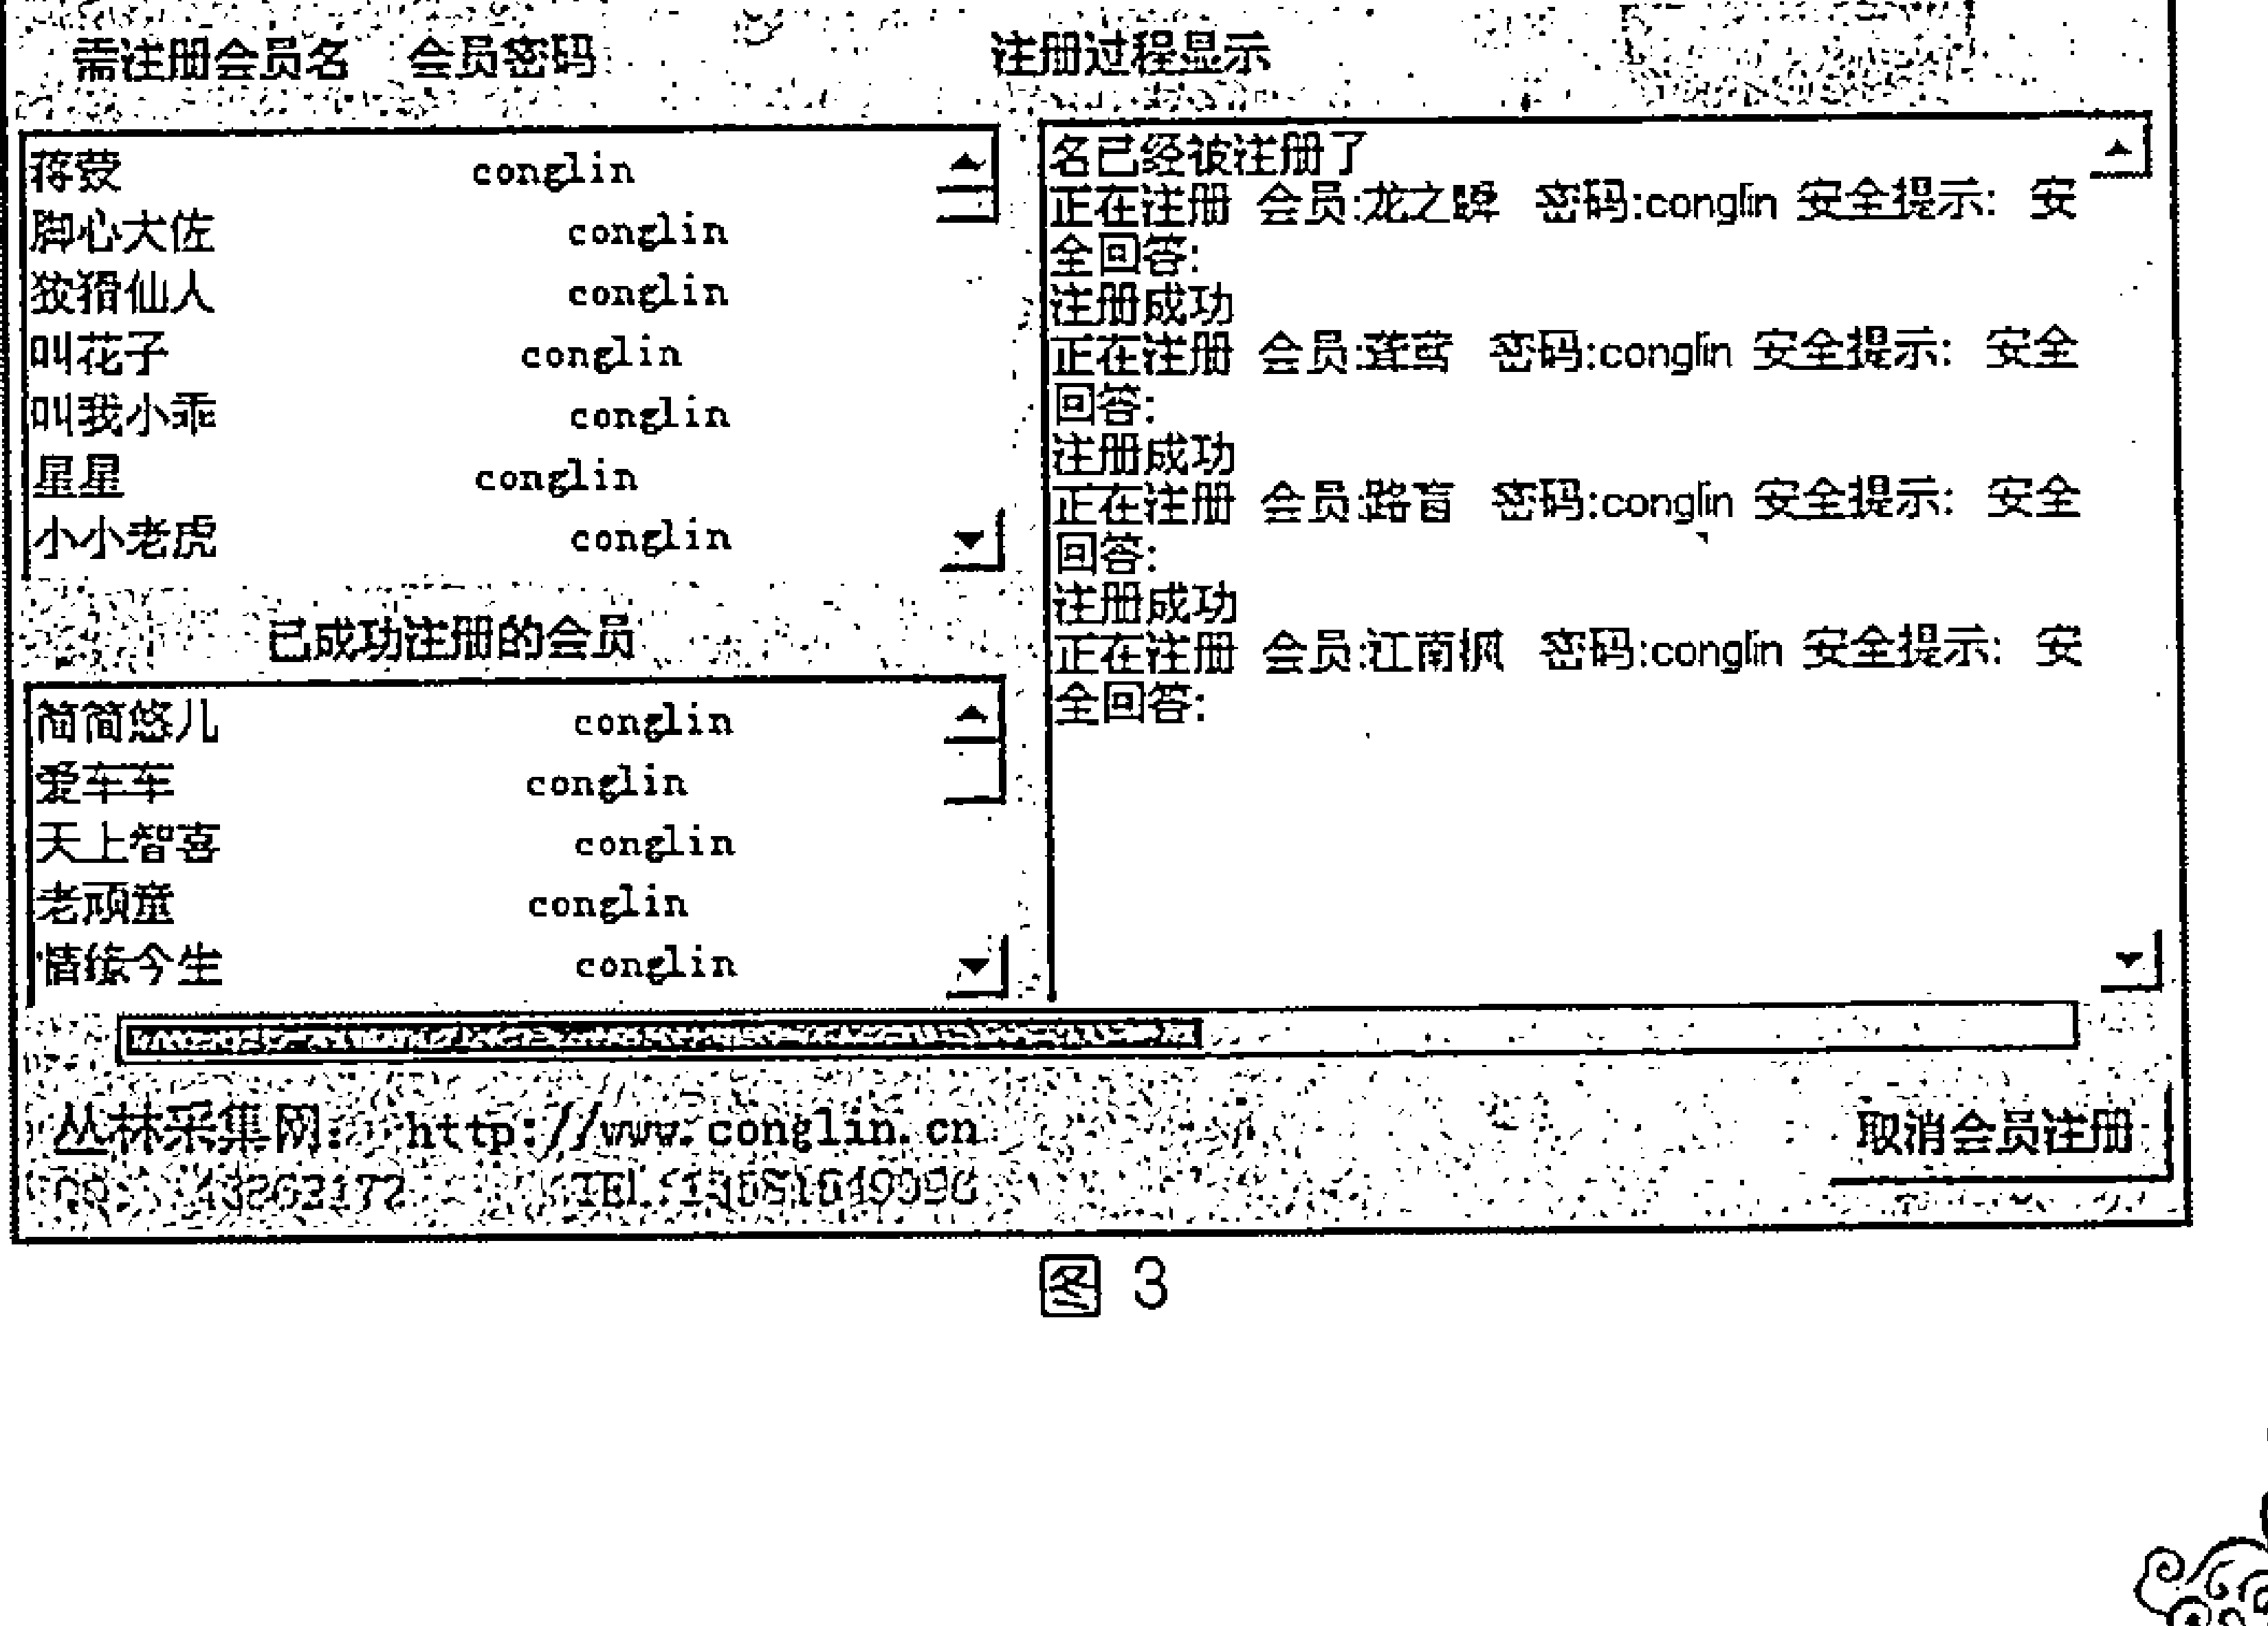 需注册会员名 会员密码 注册过程显示
蒋荧 conglin
脚心大佐 conglin
狡猾仙人 conglin
叫花子 conglin
叫我小乖 conglin
星星 conglin
小小老虎 conglin
已成功注册的会员
简简悠儿 conglin
爱车车 conglin
天上智喜 conglin
老顽童 conglin
情缘今生 conglin
名已经被注册了
正在注册 会员:龙之 密码:conglin 安全提示: 安
全回答:
注册成功
正在注册 会员: 密码:conglin 安全提示: 安全
回答:
注册成功
正在注册 会员:路盲 密码:conglin 安全提示: 安全
回答:
注册成功
正在注册 会员:江南枫 密码:conglin 安全提示: 安
全回答:
丛林采集网: http://www.conglin.cn
取消会员注册
QQ: 43263172 TEL:
图 3